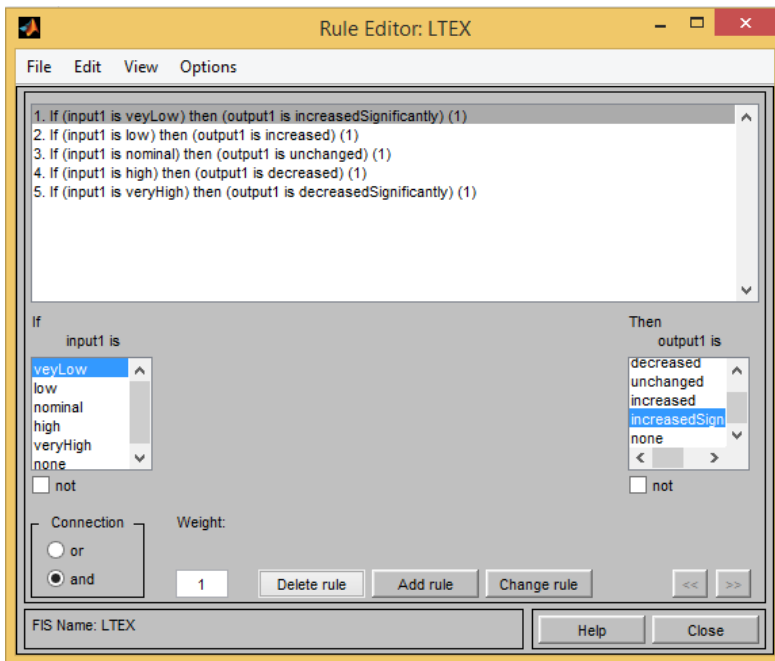 Rule Editor: LTEX
File Edit View Options
1. If (input1 is veyLow) then (output1 is increasedSignificantly) (1)
2. If (input1 is low) then (output1 is increased) (1)
3. If (input1 is nominal) then (output1 is unchanged) (1)
4. If (input1 is high) then (output1 is decreased) (1)
5. If (input1 is veryHigh) then (output1 is decreasedSignificantly) (1)
If
input1 is
veyLow
low
nominal
high
veryHigh
none
not
Then
output1 is
decreased
unchanged
increased
increasedSign
none
not
Connection
or
and
Weight:
1
Delete rule Add rule Change rule << >>
FIS Name: LTEX
Help Close